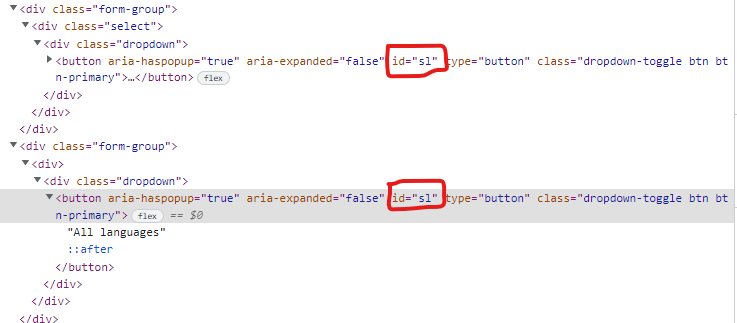 ▼<div class="form-group">
▼<div class="select">
▼<div class="dropdown">
▶<button aria-haspopup="true" aria-expanded="false" id="sl" type="button" class="dropdown-toggle btn bt
n-primary">…</button> flex
</div>
</div>
</div>
▼<div class="form-group">
▼<div>
▼<div class="dropdown">
▼<button aria-haspopup="true" aria-expanded="false" id="sl" type="button" class="dropdown-toggle btn bt
n-primary"> flex == $0
"All languages"
::after
</button>
</div>
</div>
</div>